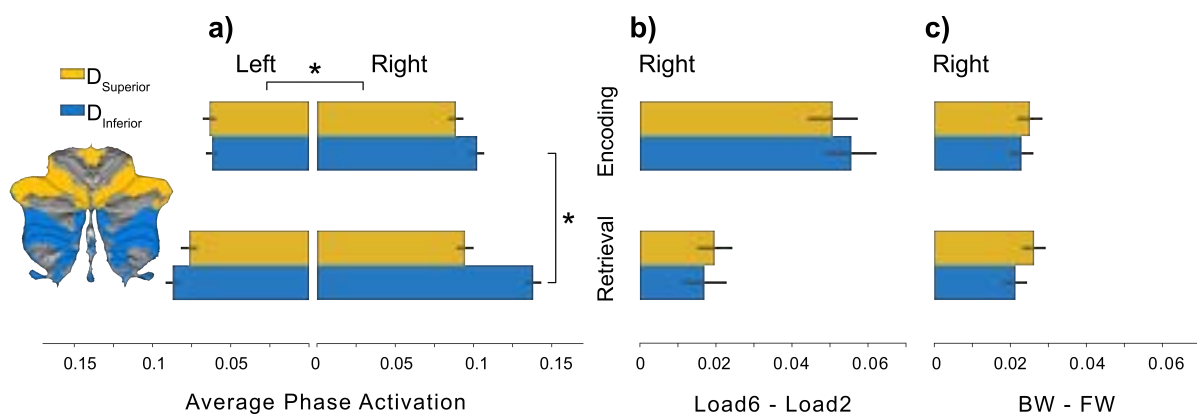 a)
b)
c)
Left * Right
Right
Right
D Superior
D Inferior
Encoding
*
Retrieval
0.15 0.1 0.05 0 0.05 0.1 0.15
0 0.02 0.04 0.06
0 0.02 0.04 0.06
Average Phase Activation
Load6 - Load2
BW - FW